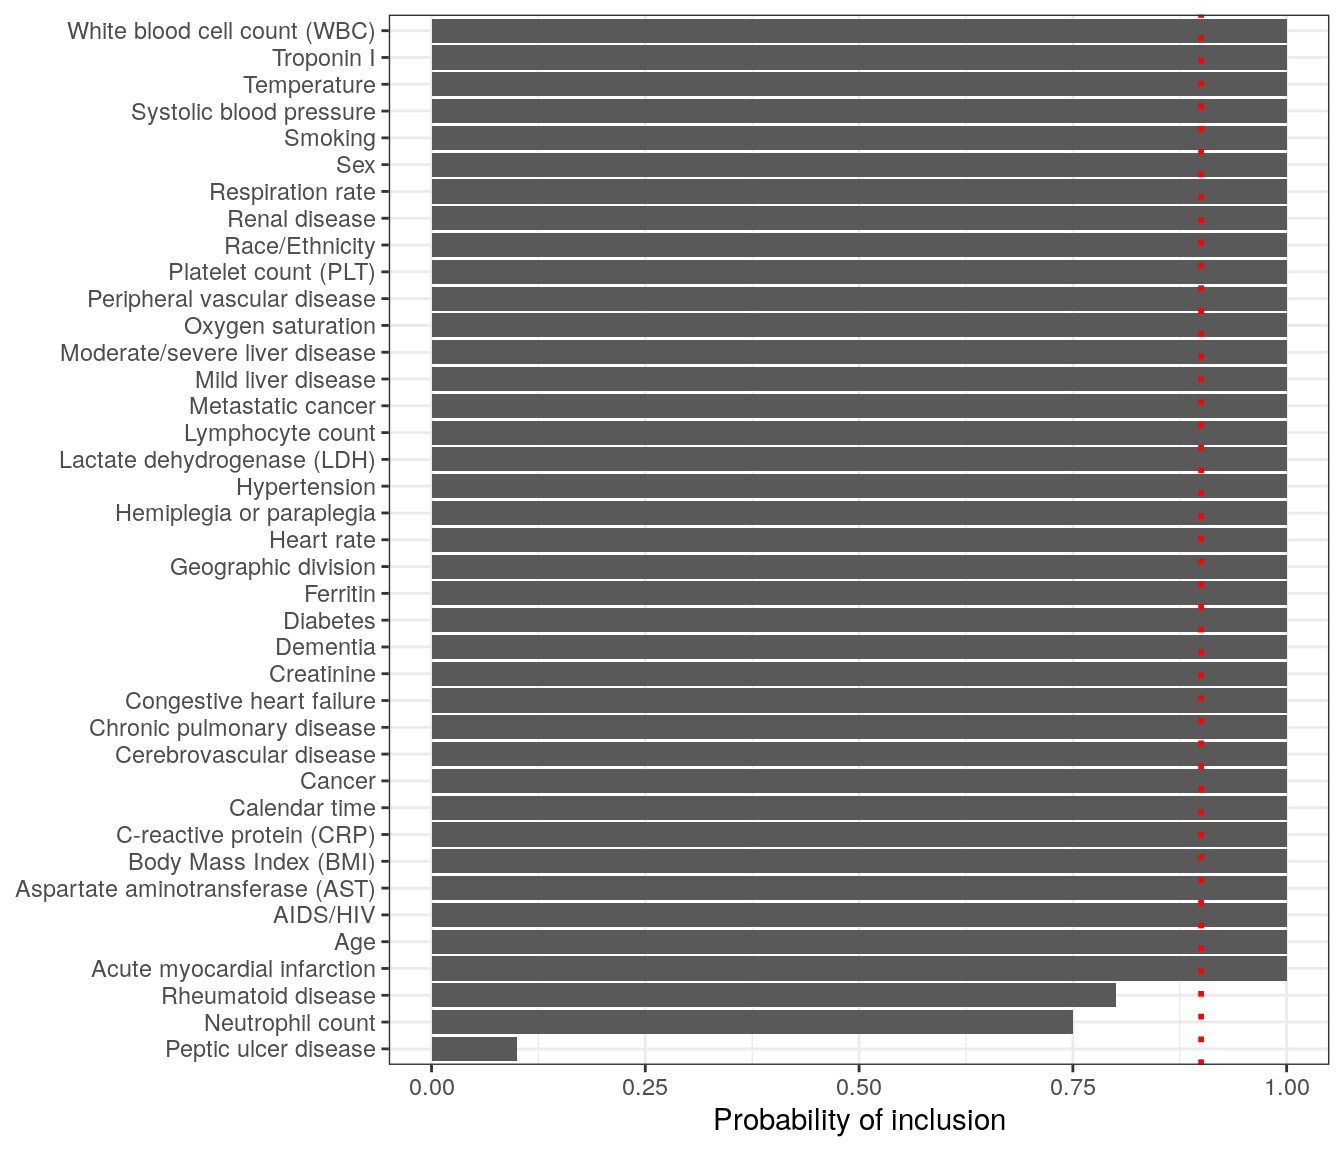 White blood cell count (WBC)
Troponin I
Temperature
Systolic blood pressure
Smoking
Sex
Respiration rate
Renal disease
Race/Ethnicity
Platelet count (PLT)
Peripheral vascular disease
Oxygen saturation
Moderate/severe liver disease
Mild liver disease
Metastatic cancer
Lymphocyte count
Lactate dehydrogenase (LDH)
Hypertension
Hemiplegia or paraplegia
Heart rate
Geographic division
Ferritin
Diabetes
Dementia
Creatinine
Congestive heart failure
Chronic pulmonary disease
Cerebrovascular disease
Cancer
Calendar time
C-reactive protein (CRP)
Body Mass Index (BMI)
Aspartate aminotransferase (AST)
AIDS/HIV
Age
Acute myocardial infarction
Rheumatoid disease
Neutrophil count
Peptic ulcer disease
0.00 0.25 0.50 0.75 1.00
Probability of inclusion